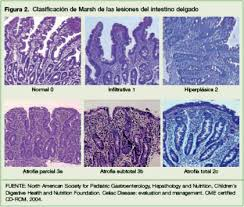 Figura 2. Clasificación de Marsh de las lesiones del intestino delgado
Normal 0
Infiltrativa 1
Hiperplásica 2
Atrofia parcial 3a
Atrofia subtotal 3b
Atrofia total 2c
FUENTE: North American Society for Pediatric Gastroenterology, Hepathology and Nutrition, Children's
Digestive Health and Nutrition Foundation. Celiac Disease: evaluation and management. CME certified
CD-ROM, 2004.